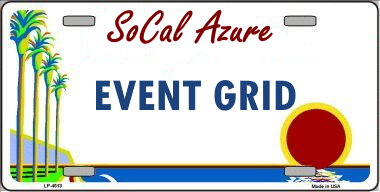 SoCal Azure
EVENT GRID
LP-4613
Made in USA